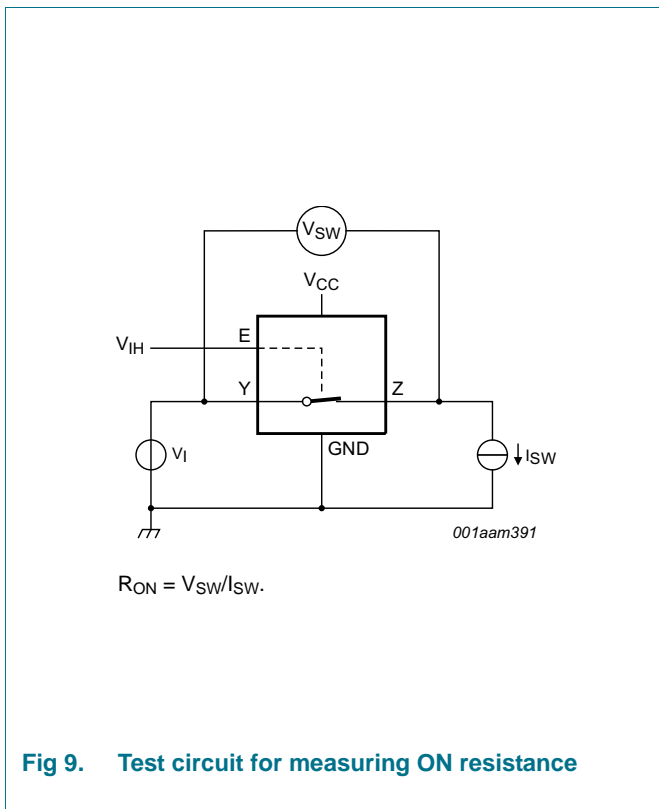 VSW
VCC
VIH
E
Y
Z
VI
GND
ISW
001aam391
RON = VSW/ISW.
Fig 9. Test circuit for measuring ON resistance